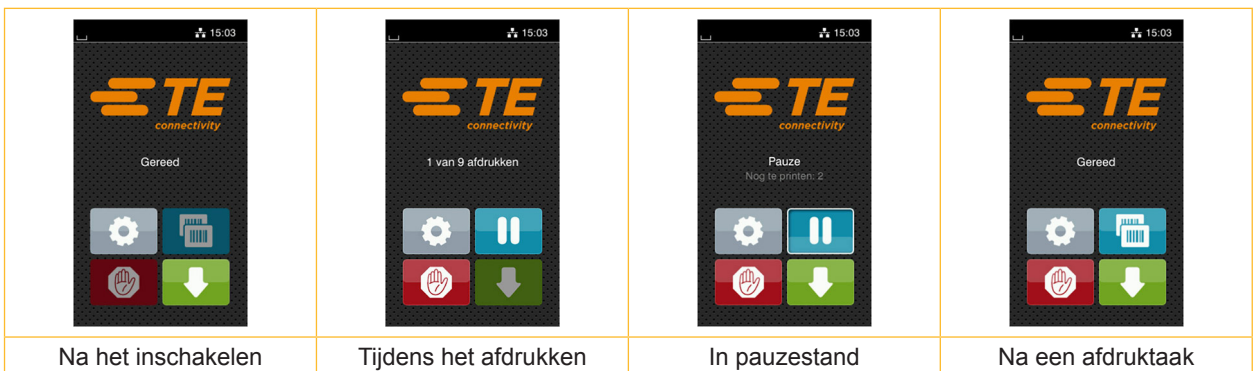 15:03
TE
connectivity
Gereed
Na het inschakelen
15:03
TE
connectivity
1 van 9 afdrukken
Tijdens het afdrukken
15:03
TE
connectivity
Pauze
Nog te printen: 2
In pauzestand
15:03
TE
connectivity
Gereed
Na een afdruktaak